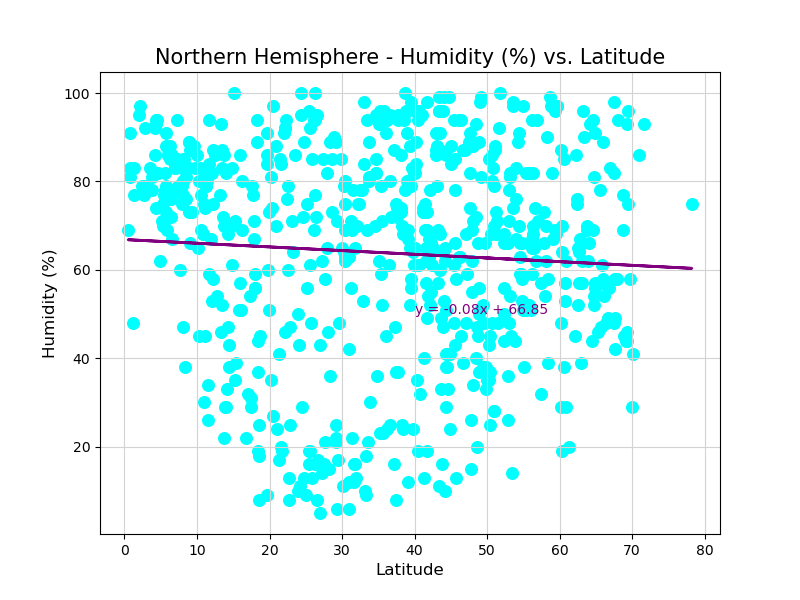 Northern Hemisphere - Humidity (%) vs. Latitude
Humidity (%)
100
80
60
40
20
y = -0.08x + 66.85
0 10 20 30 40 50 60 70 80
Latitude